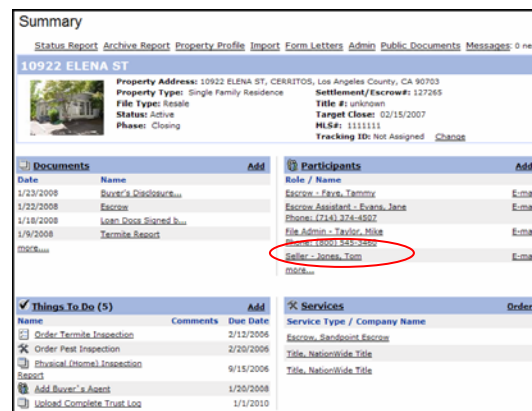 Summary
Status Report Archive Report Property Profile Import Form Letters Admin Public Documents Messages: 0 ne
10922 ELENA ST
Property Address: 10922 ELENA ST, CERRITOS, Los Angeles County, CA 90703
Property Type: Single Family Residence Settlement/Escrow#: 127265
File Type: Resale Title #: unknown
Status: Active Target Close: 02/15/2007
Phase: Closing MLS#: 1111111
Tracking ID: Not Assigned Change
Documents Add
Date Name
1/23/2008 Buyer's Disclosure...
1/22/2008 Escrow
1/18/2008 Loan Docs Signed b...
1/9/2008 Termite Report
more....
Participants Add
Role / Name
Escrow - Faye, Tammy E-ma
Escrow Assistant - Evans, Jane E-ma
Phone: (714) 374-4507
File Admin - Taylor, Mike E-ma
Phone: (800) 545-3460
Seller - Jones, Tom E-ma
more...
Things To Do (5) Add
Name Comments Due Date
Order Termite Inspection 2/12/2006
Order Pest Inspection 2/20/2006
Physical (Home) Inspection 9/15/2006
Report
Add Buyer's Agent 1/20/2008
Upload Complete Trust Log 1/1/2010
Services Order
Service Type / Company Name
Escrow, Sandpoint Escrow
Title, NationWide Title
Title, NationWide Title